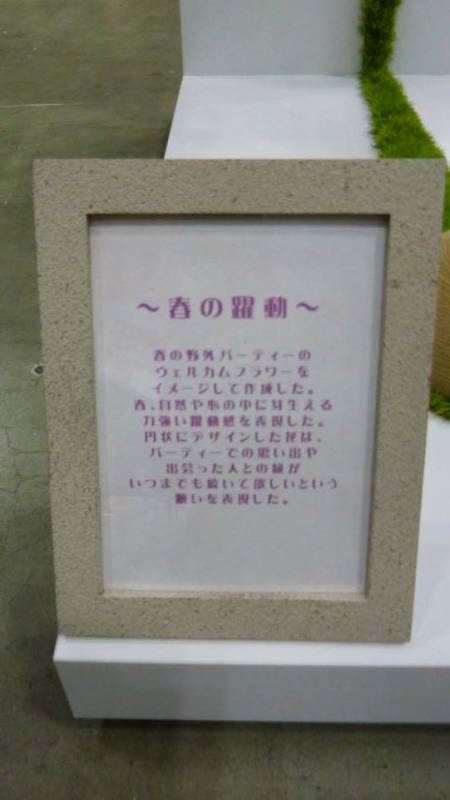 ～春の躍動～
春の野外パーティーの
ウェルカムフラワーを
イメージして作成した。
春、自然や心の中に芽生える
力強い躍動感を表現した。
円状にデザインした花は、
パーティーでの思い出や
出会った人との縁が
いつまでも続いて欲しいという
願いを表現した。